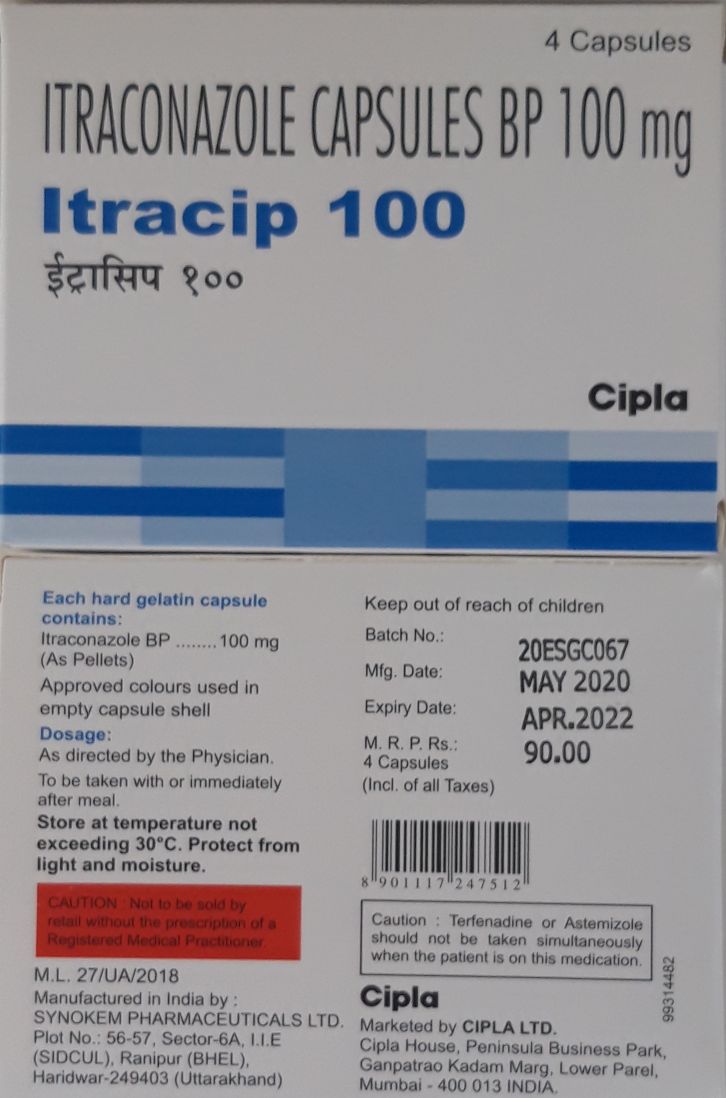 4 Capsules
ITRACONAZOLE CAPSULES BP 100 mg
Itracip 100
ईट्रासिप १००
Cipla
Each hard gelatin capsule
contains:
Itraconazole BP ........ 100 mg
(As Pellets)
Approved colours used in
empty capsule shell
Dosage:
As directed by the Physician.
To be taken with or immediately
after meal.
Store at temperature not
exceeding 30°C. Protect from
light and moisture.
CAUTION : Not to be sold by
retail without the prescription of a
Registered Medical Practitioner.
M.L. 27/UA/2018
Manufactured in India by :
SYNOKEM PHARMACEUTICALS LTD.
Plot No.: 56-57, Sector-6A, I.I.E
(SIDCUL), Ranipur (BHEL),
Haridwar-249403 (Uttarakhand)
Keep out of reach of children
Batch No.: 20ESGC067
Mfg. Date: MAY 2020
Expiry Date: APR.2022
M. R. P. Rs.: 90.00
4 Capsules
(Incl. of all Taxes)
8 901117 247512
Caution : Terfenadine or Astemizole
should not be taken simultaneously
when the patient is on this medication.
99314482
Cipla
Marketed by CIPLA LTD.
Cipla House, Peninsula Business Park,
Ganpatrao Kadam Marg, Lower Parel,
Mumbai - 400 013 INDIA.